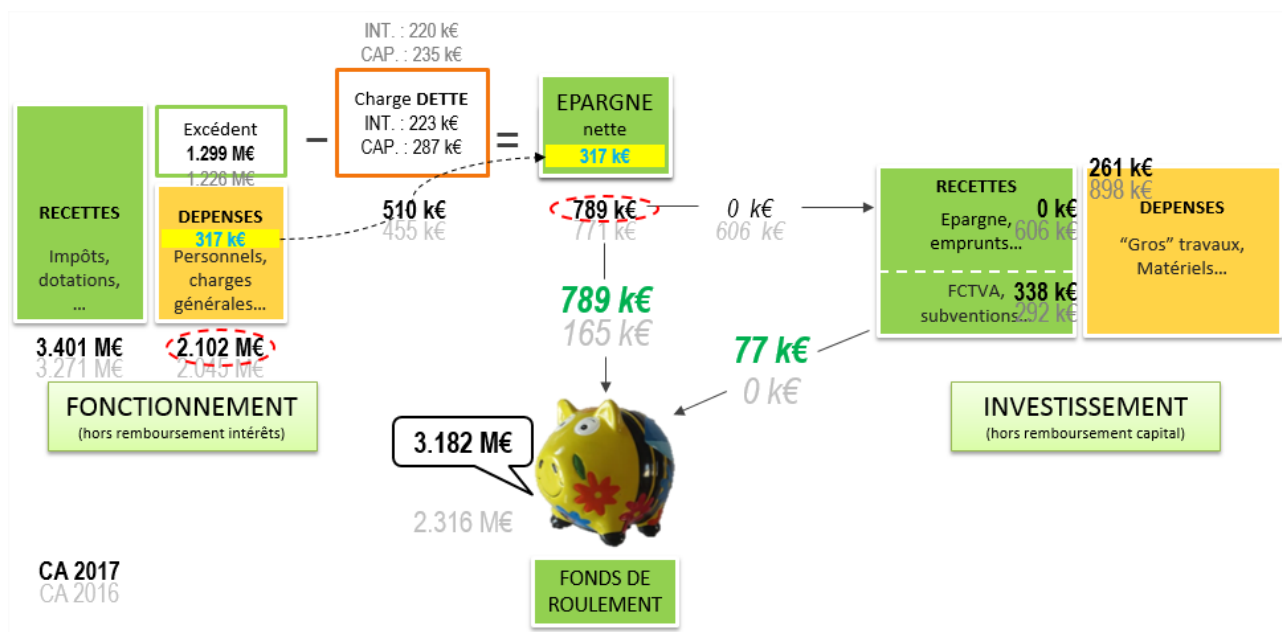 INT. : 220 k€
CAP. : 235 k€
Charge DETTE
INT. : 223 k€
CAP. : 287 k€
EPARGNE
nette
317 k€
Excédent
1.299 M€
1.226 M€
−
=
RECETTES
Impôts,
dotations,
...
DEPENSES
317 k€
Personnels,
charges
générales...
510 k€
455 k€
789 k€
771 k€
0 k€
606 k€
RECETTES
Epargne,
emprunts...
0 k€
606 k€
FCTVA,
subventions...
338 k€
292 k€
261 k€
898 k€
DEPENSES
“Gros” travaux,
Matériels...
3.401 M€
3.271 M€
2.102 M€
2.045 M€
789 k€
165 k€
77 k€
0 k€
FONCTIONNEMENT
(hors remboursement intérêts)
INVESTISSEMENT
(hors remboursement capital)
3.182 M€
2.316 M€
CA 2017
CA 2016
FONDS DE
ROULEMENT